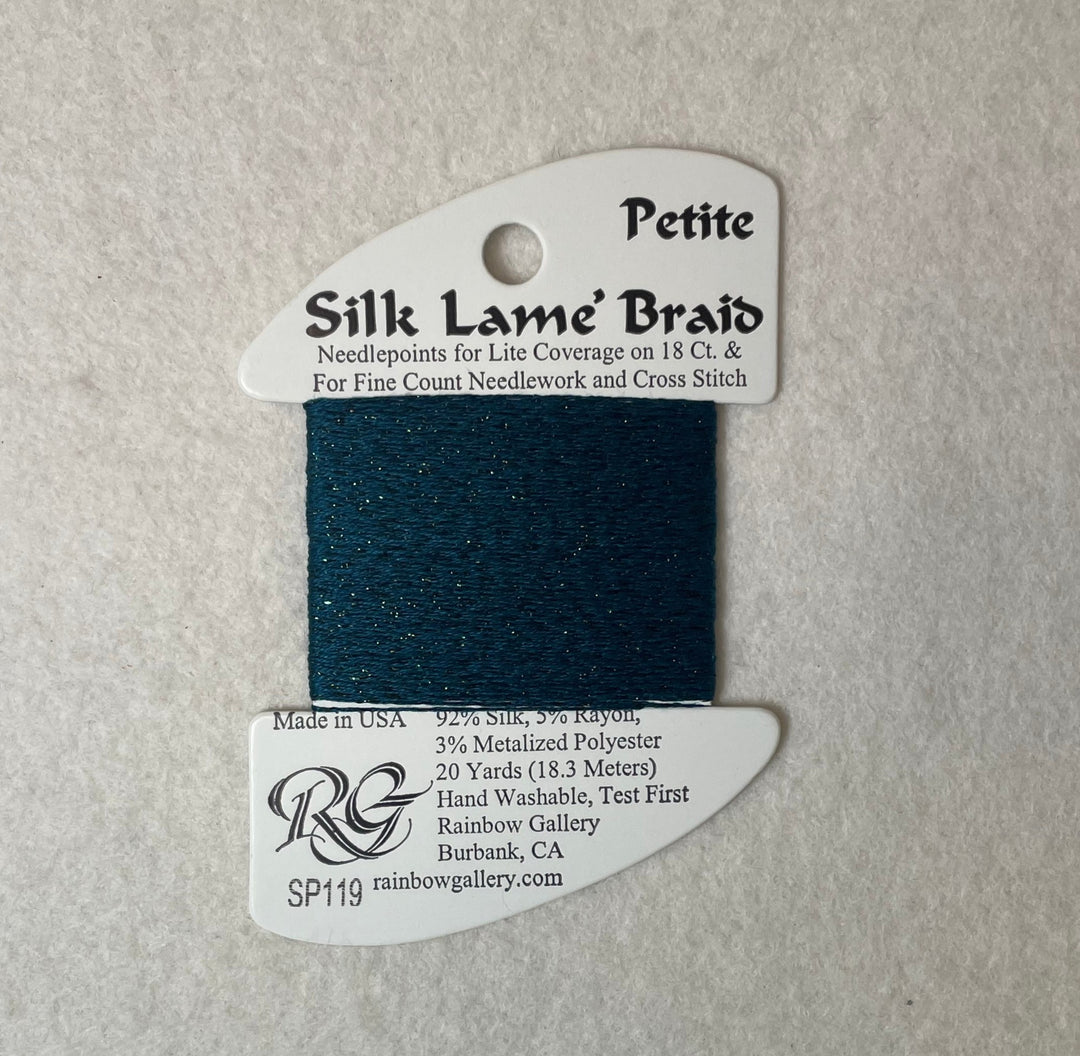 Petite
Silk Lame' Braid
Needlepoints for Lite Coverage on 18 Ct. &
For Fine Count Needlework and Cross Stitch
Made in USA
92% Silk, 5% Rayon,
3% Metalized Polyester
20 Yards (18.3 Meters)
Hand Washable, Test First
Rainbow Gallery
Burbank, CA
rainbowgallery.com
RG
SP119